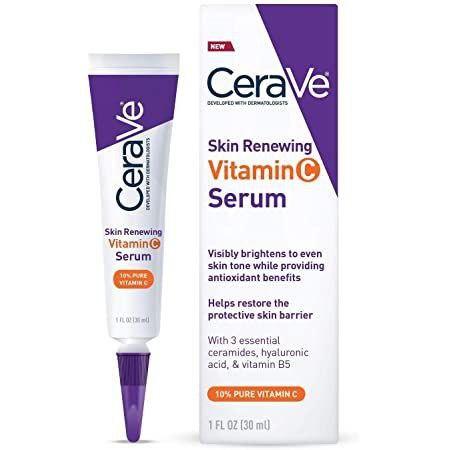 CeraVe
DEVELOPED WITH DERMATOLOGISTS
Skin Renewing
Vitamin C
Serum
10% PURE
VITAMIN C
1 FL OZ (30 ml)
NEW
CeraVe
DEVELOPED WITH DERMATOLOGISTS
Skin Renewing
Vitamin C
Serum
Visibly brightens to even
skin tone while providing
antioxidant benefits
Helps restore the
protective skin barrier
With 3 essential
ceramides, hyaluronic
acid, & vitamin B5
10% PURE VITAMIN C
1 FL OZ (30 ml)